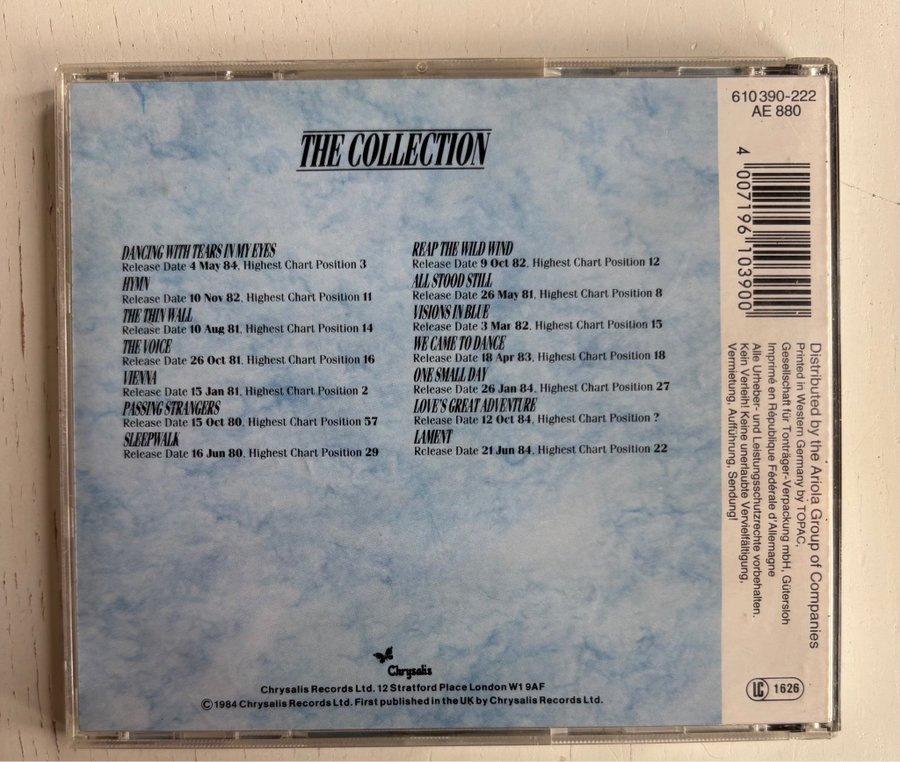 THE COLLECTION
DANCING WITH TEARS IN MY EYES
Release Date 4 May 84, Highest Chart Position 3
HYMN
Release Date 10 Nov 82, Highest Chart Position 11
THE THIN WALL
Release Date 10 Aug 81, Highest Chart Position 14
THE VOICE
Release Date 26 Oct 81, Highest Chart Position 16
VIENNA
Release Date 15 Jan 81, Highest Chart Position 2
PASSING STRANGERS
Release Date 15 Oct 80, Highest Chart Position 57
SLEEPWALK
Release Date 16 Jun 80, Highest Chart Position 29
REAP THE WILD WIND
Release Date 9 Oct 82, Highest Chart Position 12
ALL STOOD STILL
Release Date 26 May 81, Highest Chart Position 8
VISIONS IN BLUE
Release Date 3 Mar 82, Highest Chart Position 15
WE CAME TO DANCE
Release Date 18 Apr 83, Highest Chart Position 18
ONE SMALL DAY
Release Date 26 Jan 84, Highest Chart Position 27
LOVE'S GREAT ADVENTURE
Release Date 12 Oct 84, Highest Chart Position ?
LAMENT
Release Date 21 Jun 84, Highest Chart Position 22
Chrysalis
Chrysalis Records Ltd. 12 Stratford Place London W1 9AF
©1984 Chrysalis Records Ltd. First published in the UK by Chrysalis Records Ltd.
610 390-222
AE 880
4 007196 103900
Distributed by the Ariola Group of Companies
Printed in Western Germany by TOPAC,
Gesellschaft für Tonträger-Verpackung mbH, Gütersloh
Imprimé en République Fédérale d'Allemagne
Alle Urheber- und Leistungsschutzrechte vorbehalten.
Kein Verleih! Keine unerlaubte Vervielfältigung,
Vermietung, Aufführung, Sendung!
LC 1626